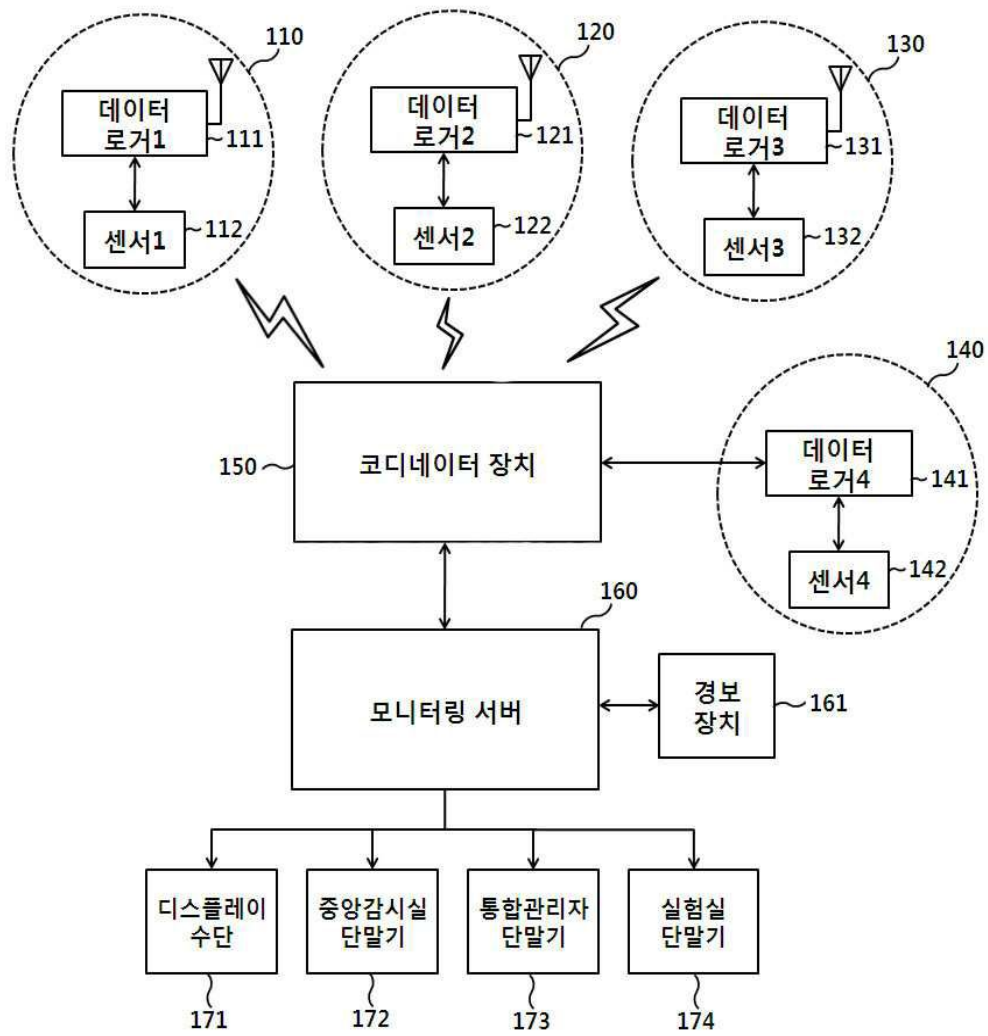 110
데이터
로거1
111
센서1
112
120
데이터
로거2
121
센서2
122
130
데이터
로거3
131
센서3
132
140
데이터
로거4
141
센서4
142
코디네이터 장치
150
160
모니터링 서버
경보
장치
161
디스플레이
수단
171
중앙감시실
단말기
172
통합관리자
단말기
173
실험실
단말기
174